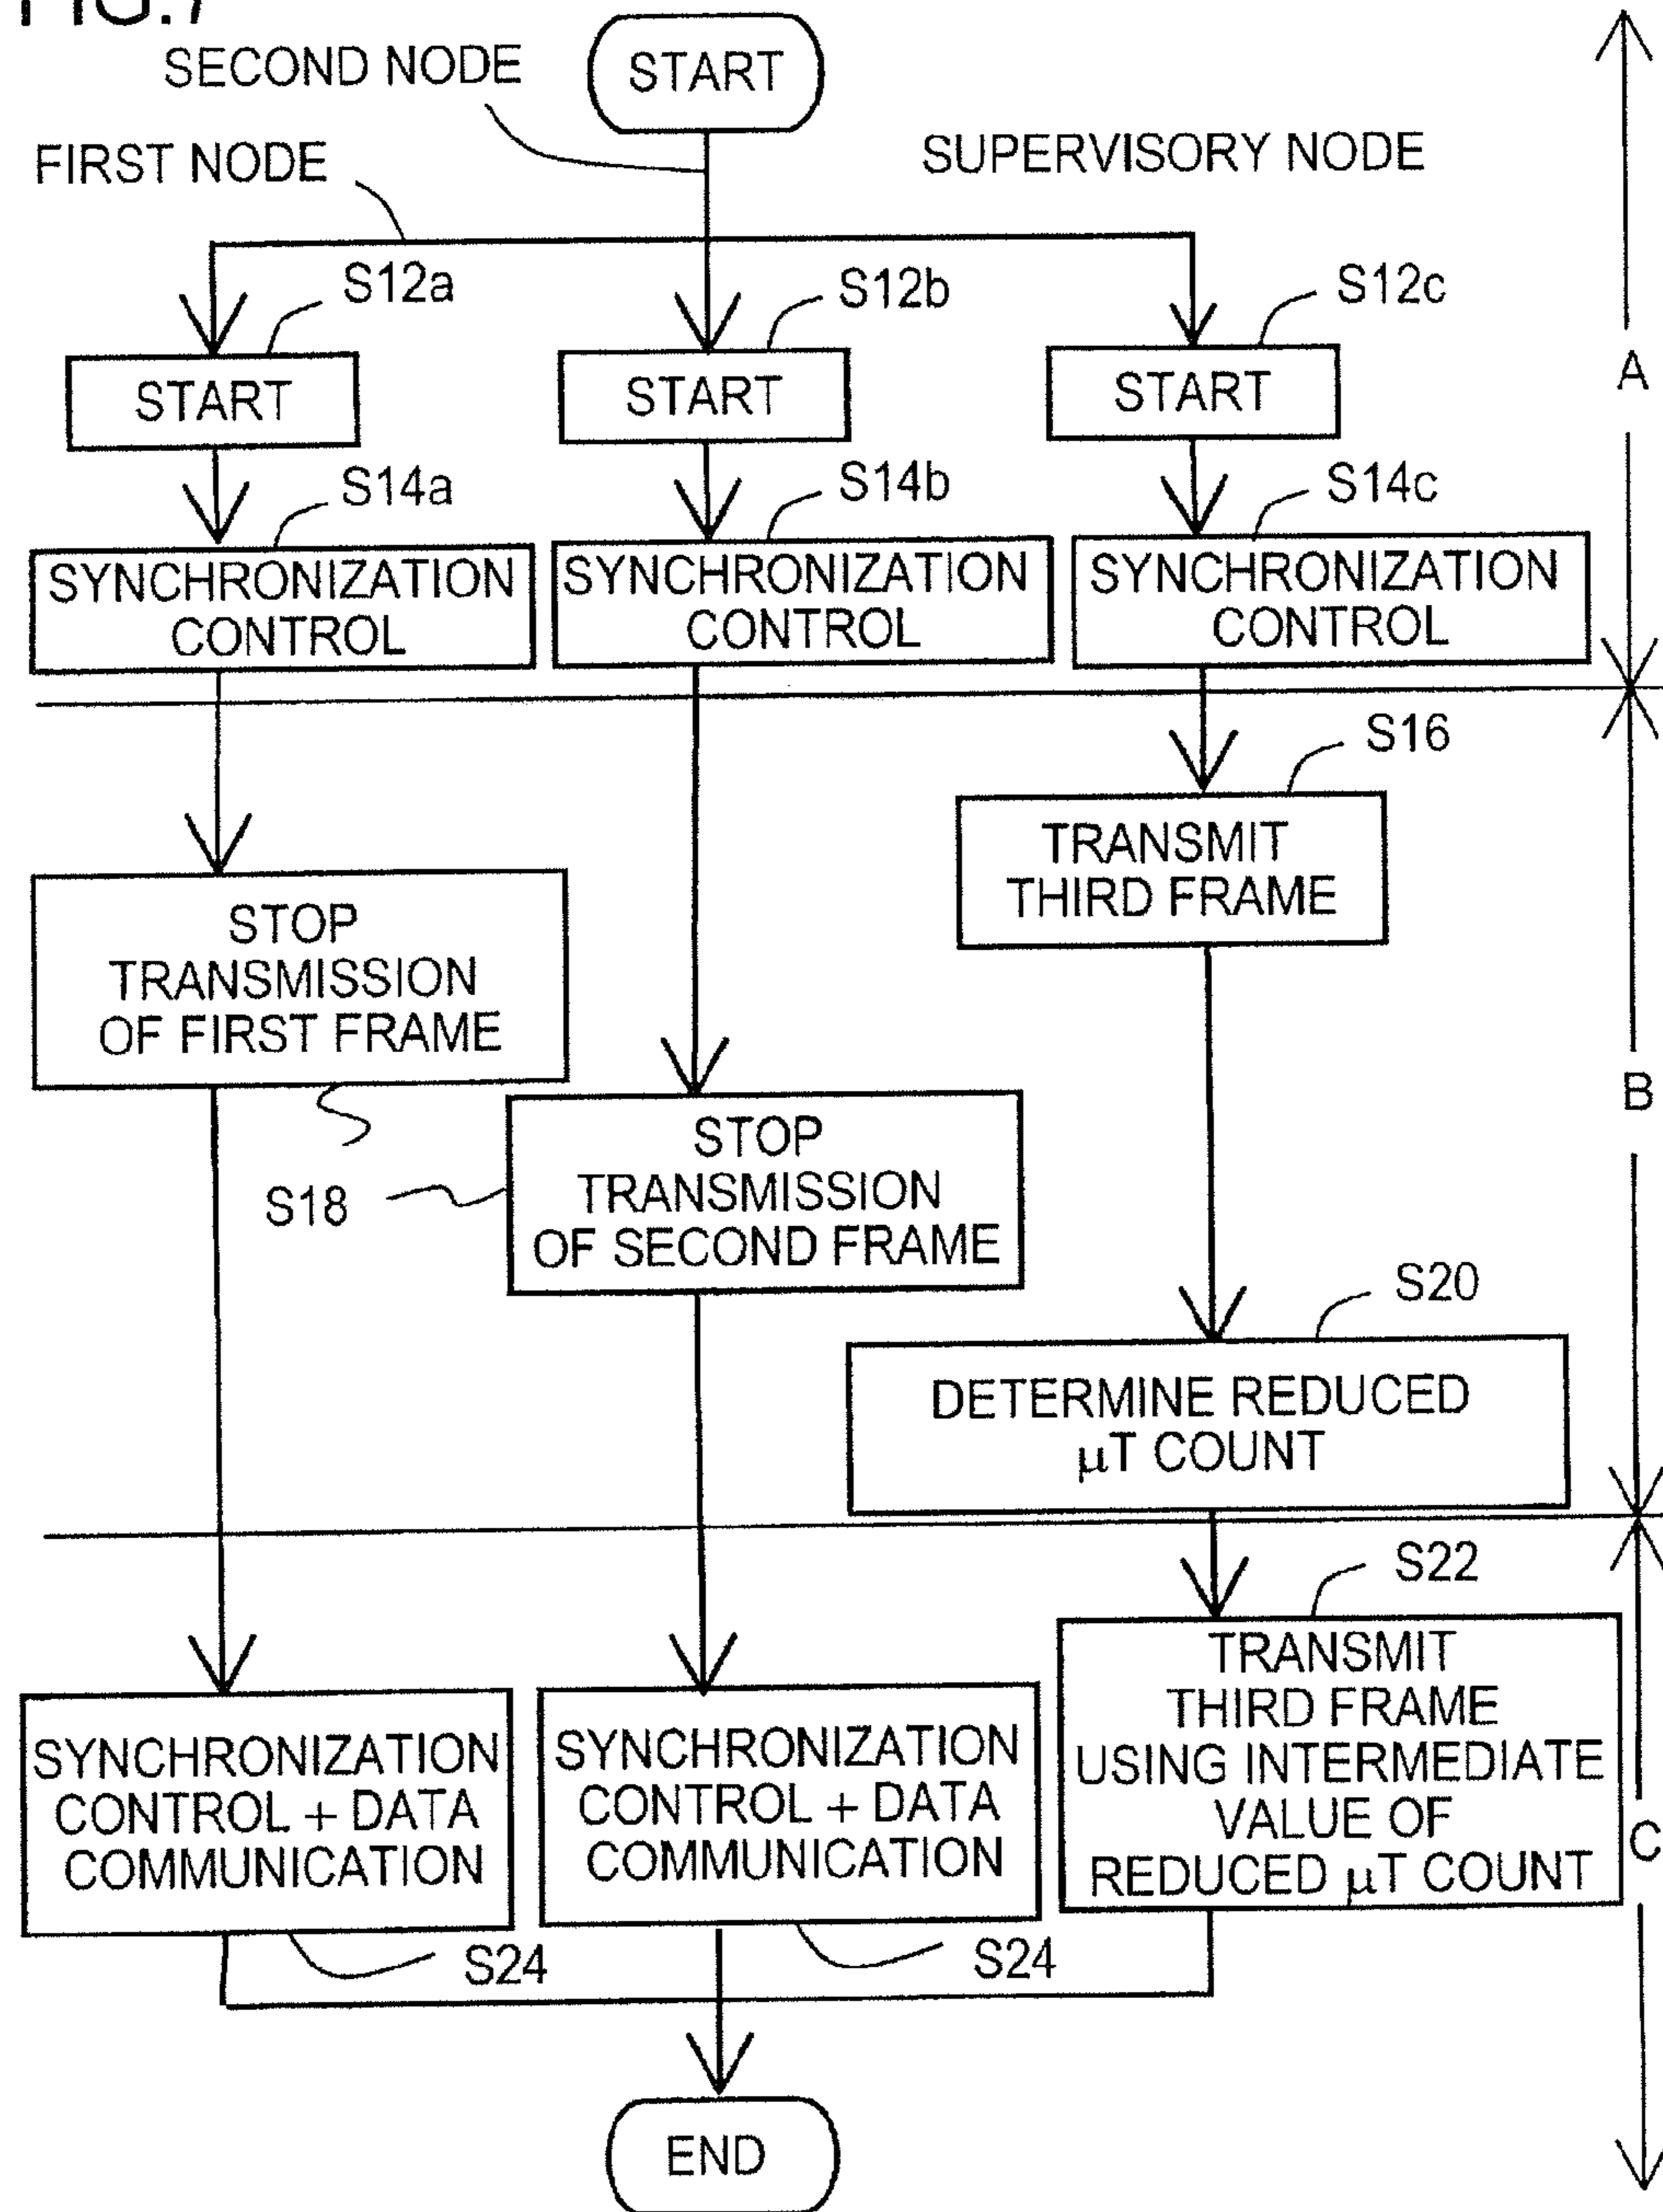 FIG.7
SECOND NODE
START
FIRST NODE
SUPERVISORY NODE
S12a
S12b
S12c
START
START
START
A
S14a
S14b
S14c
SYNCHRONIZATION
CONTROL
SYNCHRONIZATION
CONTROL
SYNCHRONIZATION
CONTROL
S16
TRANSMIT
THIRD FRAME
STOP
TRANSMISSION
OF FIRST FRAME
B
S18
STOP
TRANSMISSION
OF SECOND FRAME
S20
DETERMINE REDUCED
μT COUNT
S22
SYNCHRONIZATION
CONTROL + DATA
COMMUNICATION
SYNCHRONIZATION
CONTROL + DATA
COMMUNICATION
TRANSMIT
THIRD FRAME
USING INTERMEDIATE
VALUE OF
REDUCED μT COUNT
C
S24
S24
END